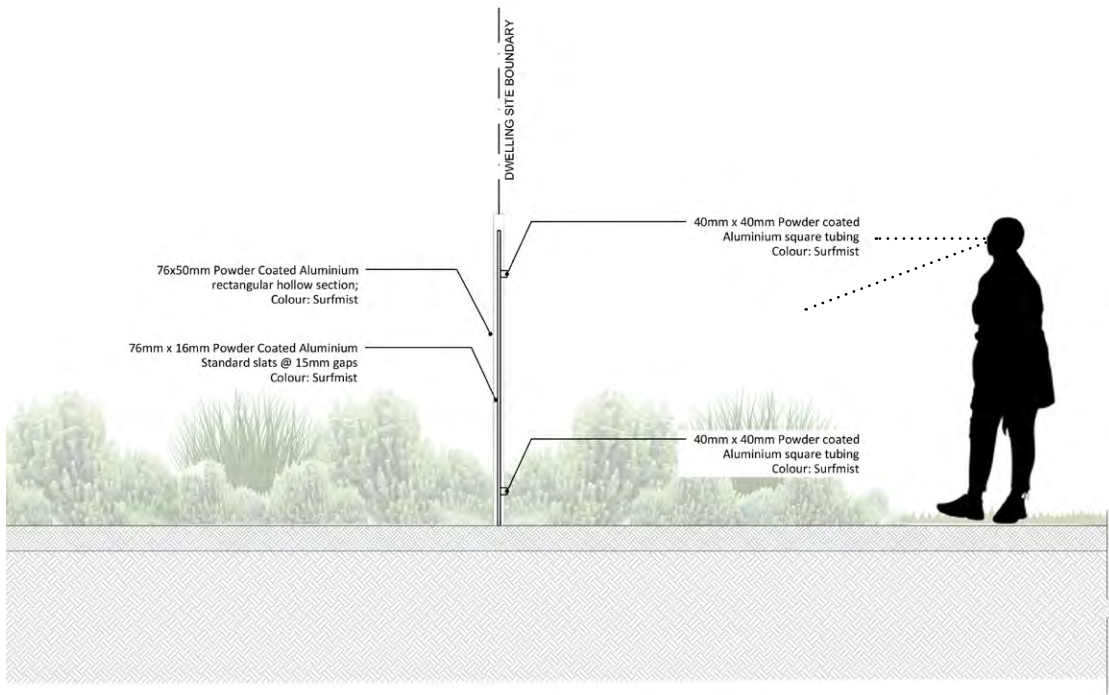 DWELLING SITE BOUNDARY
40mm x 40mm Powder coated
Aluminium square tubing
Colour: Surfmist
76x50mm Powder Coated Aluminium
rectangular hollow section;
Colour: Surfmist
76mm x 16mm Powder Coated Aluminium
Standard slats @ 15mm gaps
Colour: Surfmist
40mm x 40mm Powder coated
Aluminium square tubing
Colour: Surfmist